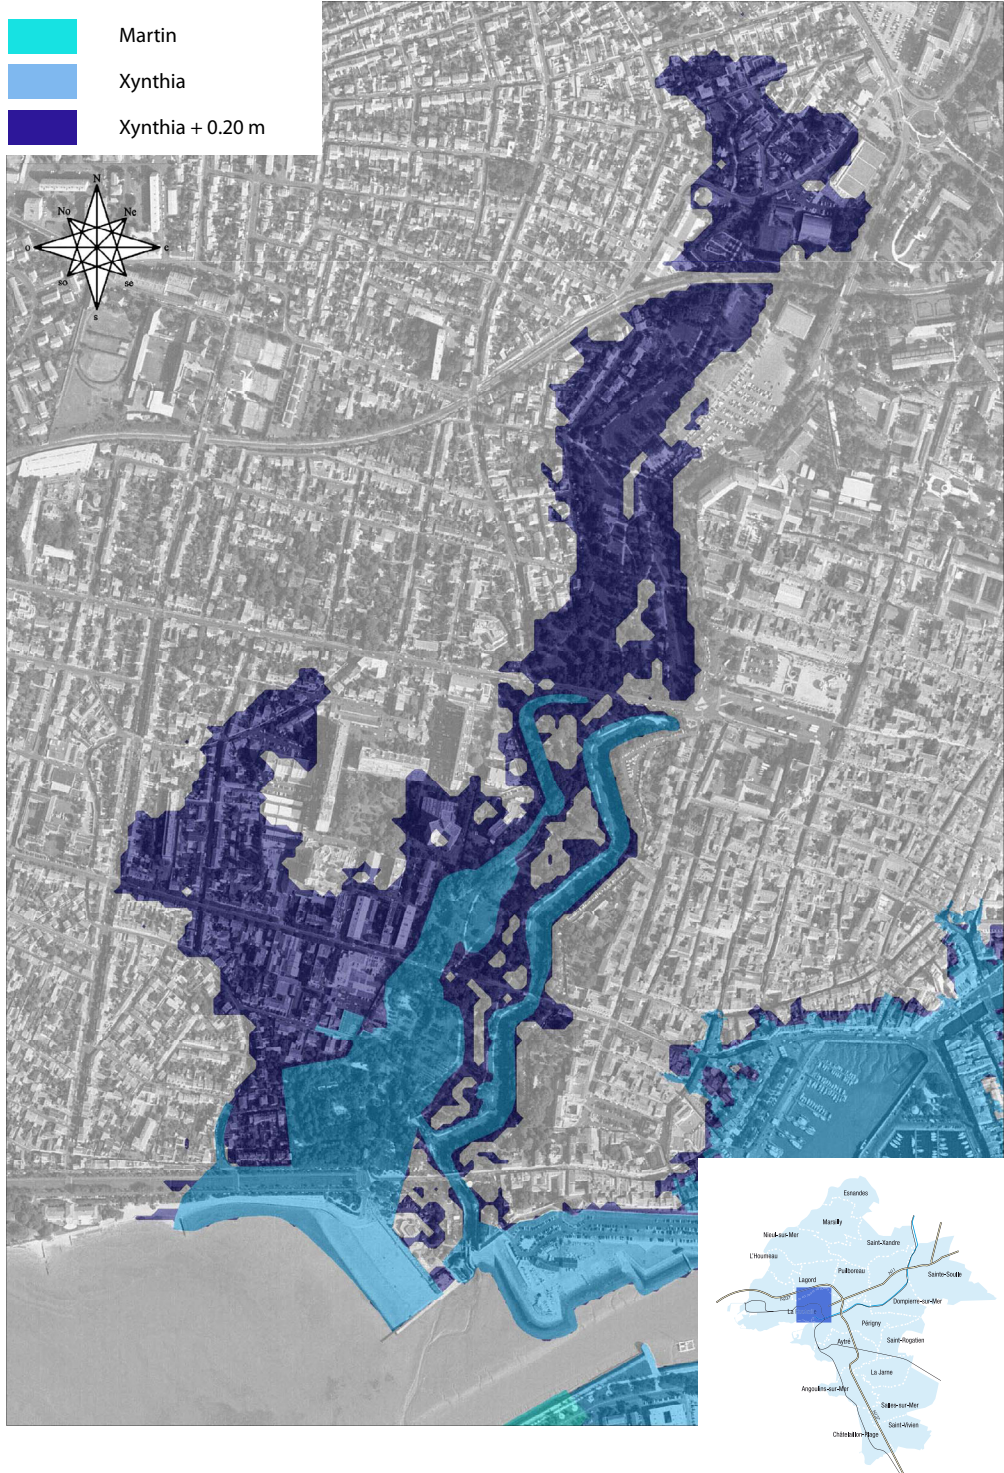 Martin
Xynthia
Xynthia + 0.20 m
N
No
Ne
o
e
so
se
s
Esnandes
Marsilly
Nieul-sur-Mer
Saint-Xandre
L'Houmeau
Puilboreau
Sainte-Soulle
Lagord
Dompierre-sur-Mer
Périgny
Aytré
Saint-Rogatien
La Jarne
Angoulins-sur-Mer
Salles-sur-Mer
Saint-Vivien
Châtelaillon-Plage